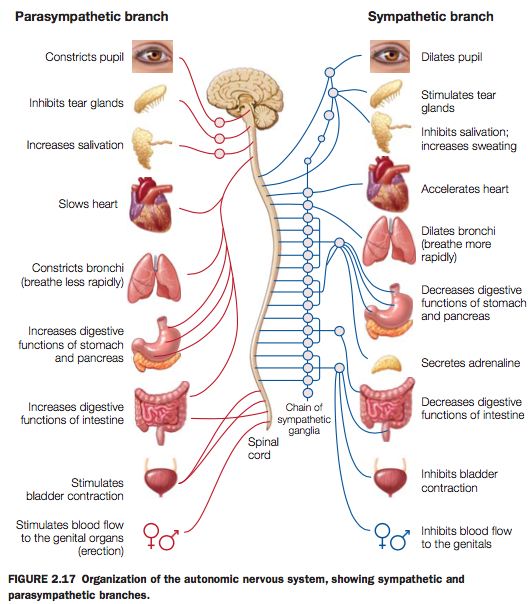 Parasympathetic branch
Constricts pupil
Inhibits tear glands
Increases salivation
Slows heart
Constricts bronchi
(breathe less rapidly)
Increases digestive
functions of stomach
and pancreas
Increases digestive
functions of intestine
Stimulates
bladder contraction
Stimulates blood flow
to the genital organs
(erection)
Spinal
cord
Chain of
sympathetic
ganglia
Sympathetic branch
Dilates pupil
Stimulates tear
glands
Inhibits salivation;
increases sweating
Accelerates heart
Dilates bronchi
(breathe more
rapidly)
Decreases digestive
functions of stomach
and pancreas
Secretes adrenaline
Decreases digestive
functions of intestine
Inhibits bladder
contraction
Inhibits blood flow
to the genitals
FIGURE 2.17 Organization of the autonomic nervous system, showing sympathetic and
parasympathetic branches.